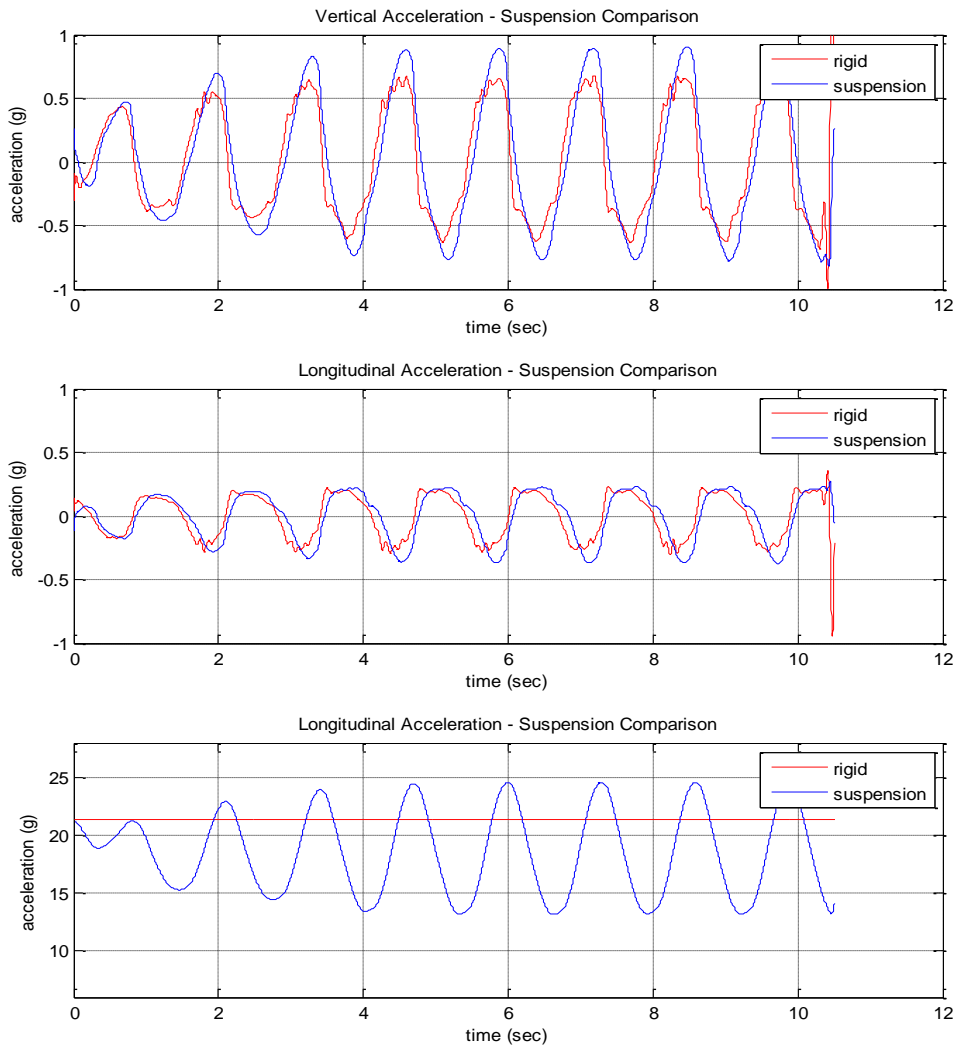 Vertical Acceleration - Suspension Comparison
1
0.5
0
-0.5
-1
acceleration (g)
rigid
suspension
0 2 4 6 8 10 12
time (sec)
Longitudinal Acceleration - Suspension Comparison
1
0.5
0
-0.5
-1
acceleration (g)
rigid
suspension
0 2 4 6 8 10 12
time (sec)
Longitudinal Acceleration - Suspension Comparison
25
20
15
10
acceleration (g)
rigid
suspension
0 2 4 6 8 10 12
time (sec)